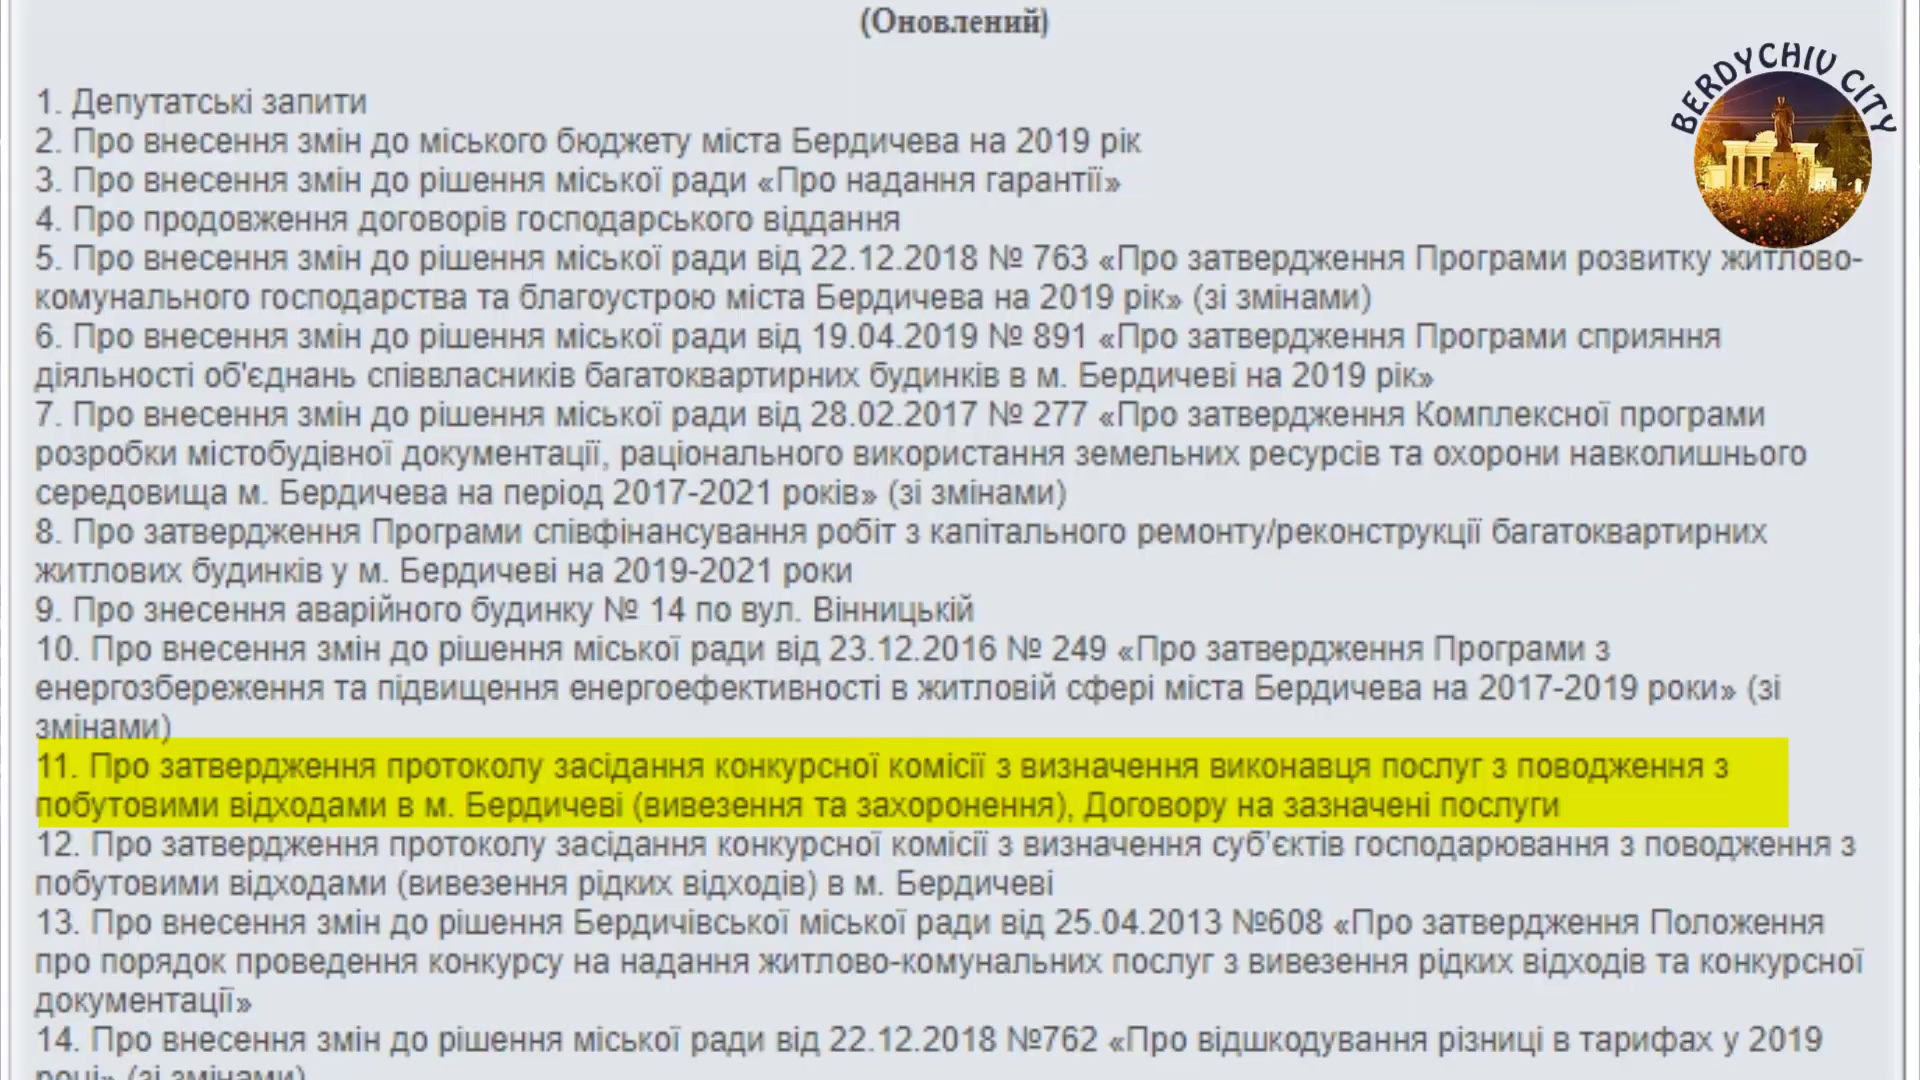 (Оновлений)
BERDYCHIV CITY
1. Депутатські запити
2. Про внесення змін до міського бюджету міста Бердичева на 2019 рік
3. Про внесення змін до рішення міської ради «Про надання гарантії»
4. Про продовження договорів господарського віддання
5. Про внесення змін до рішення міської ради від 22.12.2018 № 763 «Про затвердження Програми розвитку житлово-
комунального господарства та благоустрою міста Бердичева на 2019 рік» (зі змінами)
6. Про внесення змін до рішення міської ради від 19.04.2019 № 891 «Про затвердження Програми сприяння
діяльності об'єднань співвласників багатоквартирних будинків в м. Бердичеві на 2019 рік»
7. Про внесення змін до рішення міської ради від 28.02.2017 № 277 «Про затвердження Комплексної програми
розробки містобудівної документації, раціонального використання земельних ресурсів та охорони навколишнього
середовища м. Бердичева на період 2017-2021 років» (зі змінами)
8. Про затвердження Програми співфінансування робіт з капітального ремонту/реконструкції багатоквартирних
житлових будинків у м. Бердичеві на 2019-2021 роки
9. Про знесення аварійного будинку № 14 по вул. Вінницькій
10. Про внесення змін до рішення міської ради від 23.12.2016 № 249 «Про затвердження Програми з
енергозбереження та підвищення енергоефективності в житловій сфері міста Бердичева на 2017-2019 роки» (зі
змінами)
11. Про затвердження протоколу засідання конкурсної комісії з визначення виконавця послуг з поводження з
побутовими відходами в м. Бердичеві (вивезення та захоронення), Договору на зазначені послуги
12. Про затвердження протоколу засідання конкурсної комісії з визначення суб'єктів господарювання з поводження з
побутовими відходами (вивезення рідких відходів) в м. Бердичеві
13. Про внесення змін до рішення Бердичівської міської ради від 25.04.2013 №608 «Про затвердження Положення
про порядок проведення конкурсу на надання житлово-комунальних послуг з вивезення рідких відходів та конкурсної
документації»
14. Про внесення змін до рішення міської ради від 22.12.2018 №762 «Про відшкодування різниці в тарифах у 2019
році» (зі змінами)